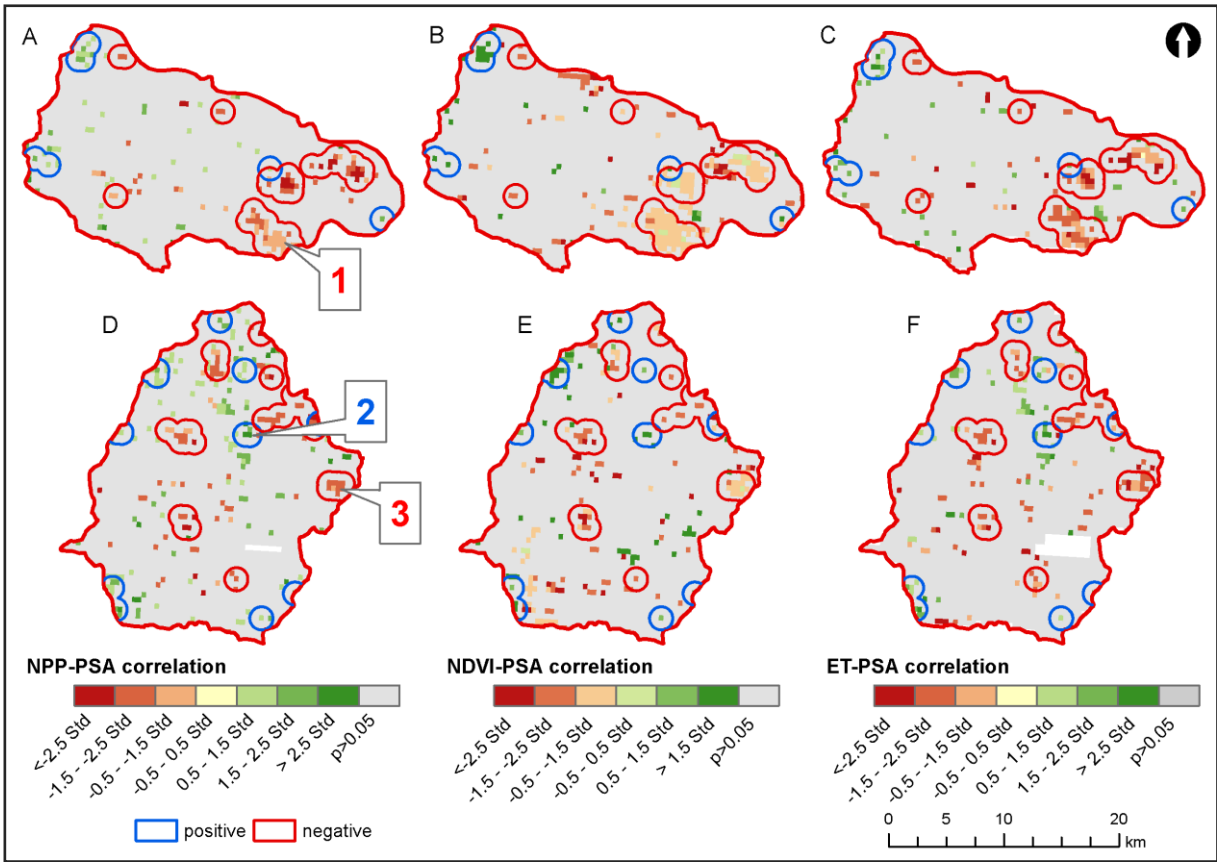 A
B
C
1
D
E
F
2
3
NPP-PSA correlation
<-2.5 Std
-1.5 - -2.5 Std
-0.5 - -1.5 Std
-0.5 - 0.5 Std
0.5 - 1.5 Std
1.5 - 2.5 Std
> 2.5 Std
p>0.05
NDVI-PSA correlation
<-2.5 Std
-1.5 - -2.5 Std
-0.5 - -1.5 Std
-0.5 - 0.5 Std
0.5 - 1.5 Std
> 1.5 Std
p>0.05
ET-PSA correlation
<-2.5 Std
-1.5 - -2.5 Std
-0.5 - -1.5 Std
-0.5 - 0.5 Std
0.5 - 1.5 Std
1.5 - 2.5 Std
> 2.5 Std
p>0.05
positive
negative
0 5 10 20
km